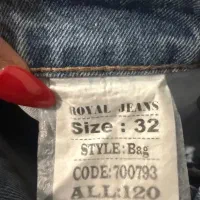 ROYAL JEANS
Size : 32
STYLE: Bag
CODE: 700793
ALL: 120